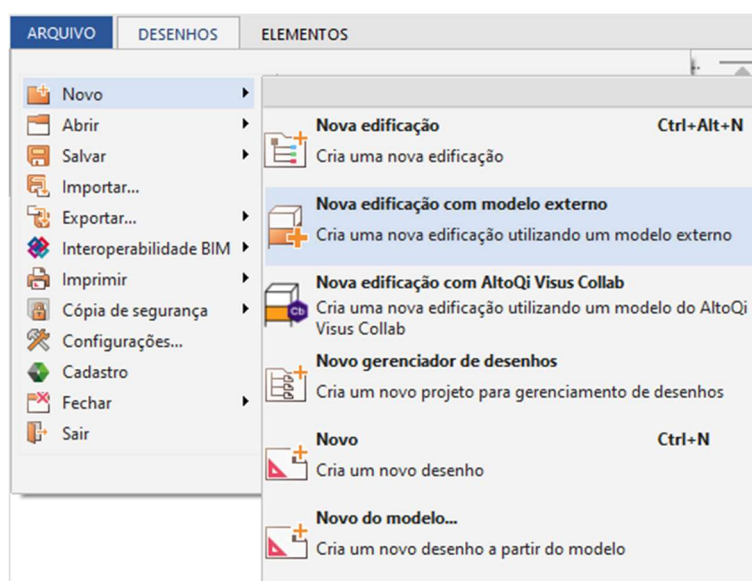 ARQUIVO DESENHOS ELEMENTOS
Novo
Abrir
Salvar
Importar...
Exportar...
Interoperabilidade BIM
Imprimir
Cópia de segurança
Configurações...
Cadastro
Fechar
Sair
Nova edificação Ctrl+Alt+N
Cria uma nova edificação
Nova edificação com modelo externo
Cria uma nova edificação utilizando um modelo externo
Nova edificação com AltoQi Visus Collab
Cb
Cria uma nova edificação utilizando um modelo do AltoQi
Visus Collab
Novo gerenciador de desenhos
Cria um novo projeto para gerenciamento de desenhos
Novo Ctrl+N
Cria um novo desenho
Novo do modelo...
Cria um novo desenho a partir do modelo